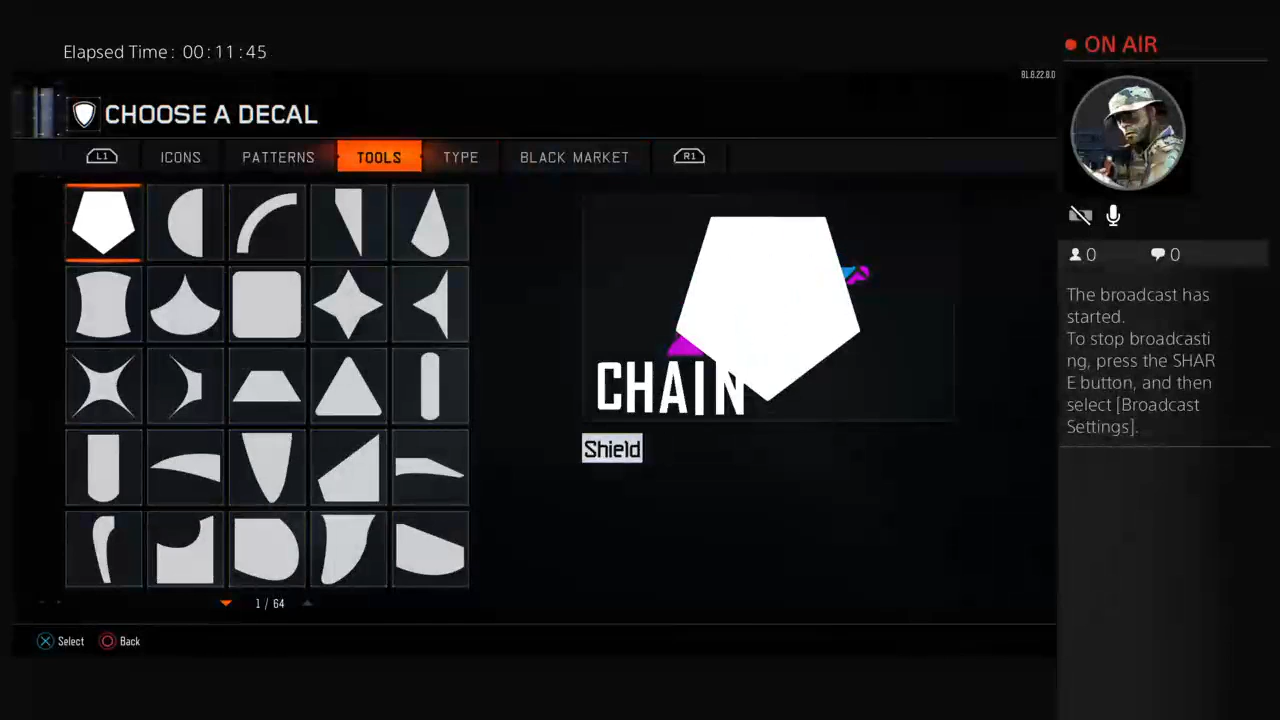 Elapsed Time: 00:11:45
ON AIR
BL.6.22.8.0
CHOOSE A DECAL
L1 ICONS PATTERNS TOOLS TYPE BLACK MARKET R1
0 0
The broadcast has
started.
To stop broadcasti
ng, press the SHAR
E button, and then
select [Broadcast
Settings].
CHAIN
Shield
1 / 64
Select Back